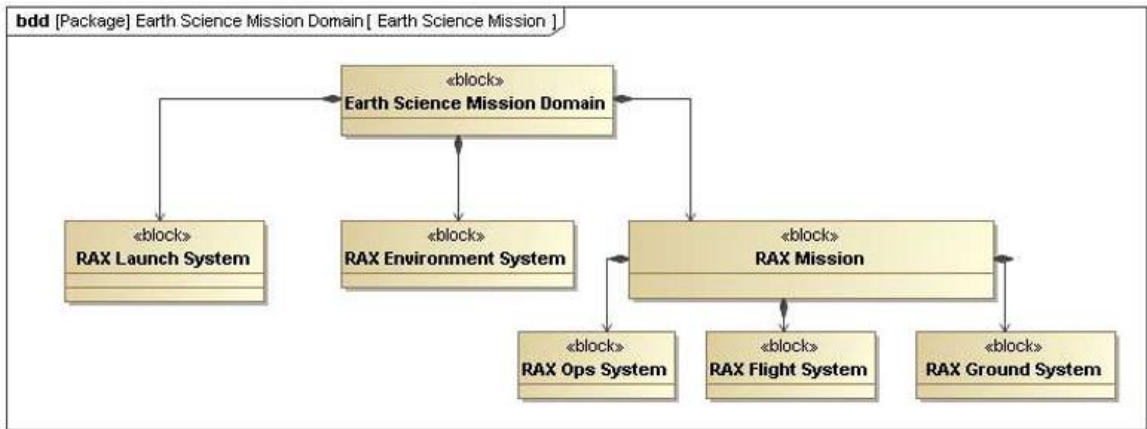 bdd [Package] Earth Science Mission Domain [ Earth Science Mission ]
«block»
Earth Science Mission Domain
«block»
RAX Launch System
«block»
RAX Environment System
«block»
RAX Mission
«block»
RAX Ops System
«block»
RAX Flight System
«block»
RAX Ground System